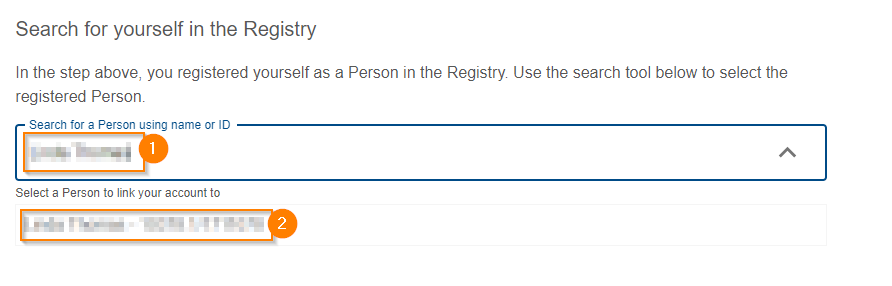 Search for yourself in the Registry
In the step above, you registered yourself as a Person in the Registry. Use the search tool below to select the
registered Person.
Search for a Person using name or ID
1
Select a Person to link your account to
2